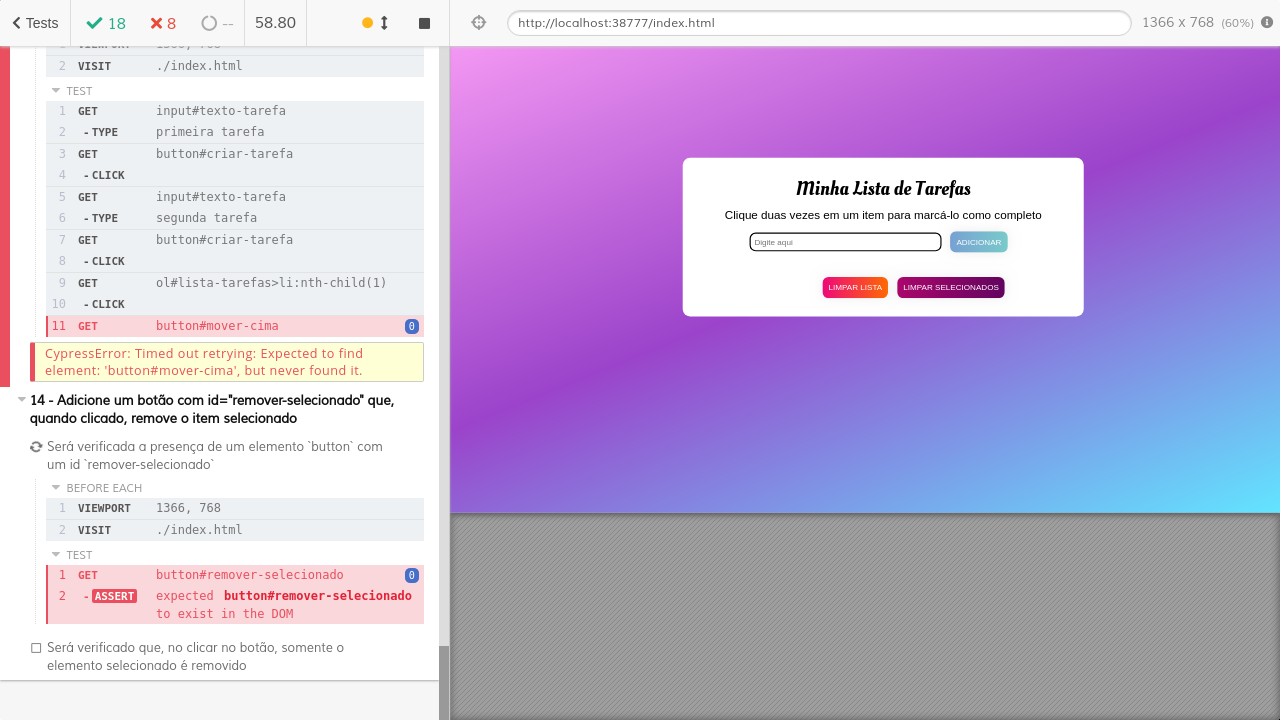 Tests
18
8
--
58.80
http://localhost:38777/index.html
1366 x 768 (60%)
1 VIEWPORT 1366, 768
2 VISIT ./index.html
TEST
1 GET input#texto-tarefa
2 -TYPE primeira tarefa
3 GET button#criar-tarefa
4 -CLICK
5 GET input#texto-tarefa
6 -TYPE segunda tarefa
7 GET button#criar-tarefa
8 -CLICK
9 GET ol#lista-tarefas>li:nth-child(1)
10 -CLICK
11 GET button#mover-cima 0
CypressError: Timed out retrying: Expected to find
element: 'button#mover-cima', but never found it.
14 - Adicione um botão com id="remover-selecionado" que,
quando clicado, remove o item selecionado
Será verificada a presença de um elemento `button` com
um id `remover-selecionado`
BEFORE EACH
1 VIEWPORT 1366, 768
2 VISIT ./index.html
TEST
1 GET button#remover-selecionado 0
2 -ASSERT expected button#remover-selecionado
to exist in the DOM
Será verificado que, no clicar no botão, somente o
elemento selecionado é removido
Minha Lista de Tarefas
Clique duas vezes em um item para marcá-lo como completo
Digite aqui
ADICIONAR
LIMPAR LISTA
LIMPAR SELECIONADOS